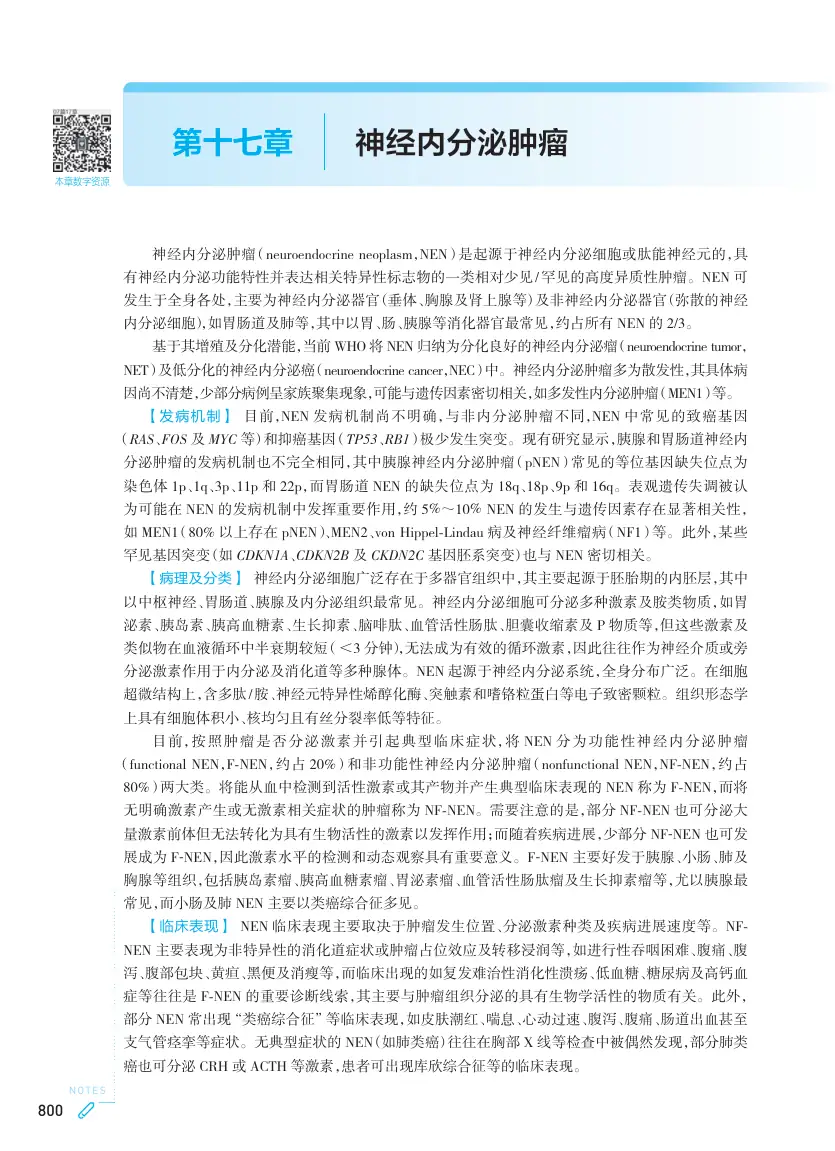 本章数字资源
第十七章
神经内分泌肿瘤
神经内分泌肿瘤（neuroendocrine neoplasm,NEN）是起源于神经内分泌细胞或肽能神经元的,具
有神经内分泌功能特性并表达相关特异性标志物的一类相对少见/罕见的高度异质性肿瘤。NEN 可
发生于全身各处,主要为神经内分泌器官（垂体、胸腺及肾上腺等）及非神经内分泌器官（弥散的神经
内分泌细胞）,如胃肠道及肺等,其中以胃、肠、胰腺等消化器官最常见,约占所有 NEN 的 2/3。
基于其增殖及分化潜能,当前 WHO 将 NEN 归纳为分化良好的神经内分泌瘤（neuroendocrine tumor,
NET）及低分化的神经内分泌癌（neuroendocrine cancer,NEC）中。神经内分泌肿瘤多为散发性,其具体病
因尚不清楚,少部分病例呈家族聚集现象,可能与遗传因素密切相关,如多发性内分泌肿瘤（MEN1）等。
【发病机制】 目前,NEN 发病机制尚不明确,与非内分泌肿瘤不同,NEN 中常见的致癌基因
（RAS、FOS 及 MYC 等）和抑癌基因（TP53、RB1）极少发生突变。现有研究显示,胰腺和胃肠道神经内
分泌肿瘤的发病机制也不完全相同,其中胰腺神经内分泌肿瘤（pNEN）常见的等位基因缺失位点为
染色体 1p、1q、3p、11p 和 22p,而胃肠道 NEN 的缺失位点为 18q、18p、9p 和 16q。表观遗传失调被认
为可能在 NEN 的发病机制中发挥重要作用,约 5%～10% NEN 的发生与遗传因素存在显著相关性,
如 MEN1（80% 以上存在 pNEN）、MEN2、von Hippel-Lindau 病及神经纤维瘤病（NF1）等。此外,某些
罕见基因突变（如 CDKN1A、CDKN2B 及 CKDN2C 基因胚系突变）也与 NEN 密切相关。
【病理及分类】 神经内分泌细胞广泛存在于多器官组织中,其主要起源于胚胎期的内胚层,其中
以中枢神经、胃肠道、胰腺及内分泌组织最常见。神经内分泌细胞可分泌多种激素及胺类物质,如胃
泌素、胰岛素、胰高血糖素、生长抑素、脑啡肽、血管活性肠肽、胆囊收缩素及 P 物质等,但这些激素及
类似物在血液循环中半衰期较短（<3 分钟）,无法成为有效的循环激素,因此往往作为神经介质或旁
分泌激素作用于内分泌及消化道等多种腺体。NEN 起源于神经内分泌系统,全身分布广泛。在细胞
超微结构上,含多肽/胺、神经元特异性烯醇化酶、突触素和嗜铬粒蛋白等电子致密颗粒。组织形态学
上具有细胞体积小、核均匀且有丝分裂率低等特征。
目前,按照肿瘤是否分泌激素并引起典型临床症状,将 NEN 分为功能性神经内分泌肿瘤
（functional NEN,F-NEN,约占 20%）和非功能性神经内分泌肿瘤（nonfunctional NEN,NF-NEN,约占
80%）两大类。将能从血中检测到活性激素或其产物并产生典型临床表现的 NEN 称为 F-NEN,而将
无明确激素产生或无激素相关症状的肿瘤称为 NF-NEN。需要注意的是,部分 NF-NEN 也可分泌大
量激素前体但无法转化为具有生物活性的激素以发挥作用;而随着疾病进展,少部分 NF-NEN 也可发
展成为 F-NEN,因此激素水平的检测和动态观察具有重要意义。F-NEN 主要好发于胰腺、小肠、肺及
胸腺等组织,包括胰岛素瘤、胰高血糖素瘤、胃泌素瘤、血管活性肠肽瘤及生长抑素瘤等,尤以胰腺最
常见,而小肠及肺 NEN 主要以类癌综合征多见。
【临床表现】 NEN 临床表现主要取决于肿瘤发生位置、分泌激素种类及疾病进展速度等。NF-
NEN 主要表现为非特异性的消化道症状或肿瘤占位效应及转移浸润等,如进行性吞咽困难、腹痛、腹
泻、腹部包块、黄疸、黑便及消瘦等,而临床出现的如复发难治性消化性溃疡、低血糖、糖尿病及高钙血
症等往往是 F-NEN 的重要诊断线索,其主要与肿瘤组织分泌的具有生物学活性的物质有关。此外,
部分 NEN 常出现“类癌综合征”等临床表现,如皮肤潮红、喘息、心动过速、腹泻、腹痛、肠道出血甚至
支气管痉挛等症状。无典型症状的 NEN（如肺类癌）往往在胸部 X 线等检查中被偶然发现,部分肺类
癌也可分泌 CRH 或 ACTH 等激素,患者可出现库欣综合征等的临床表现。
NOTES
800